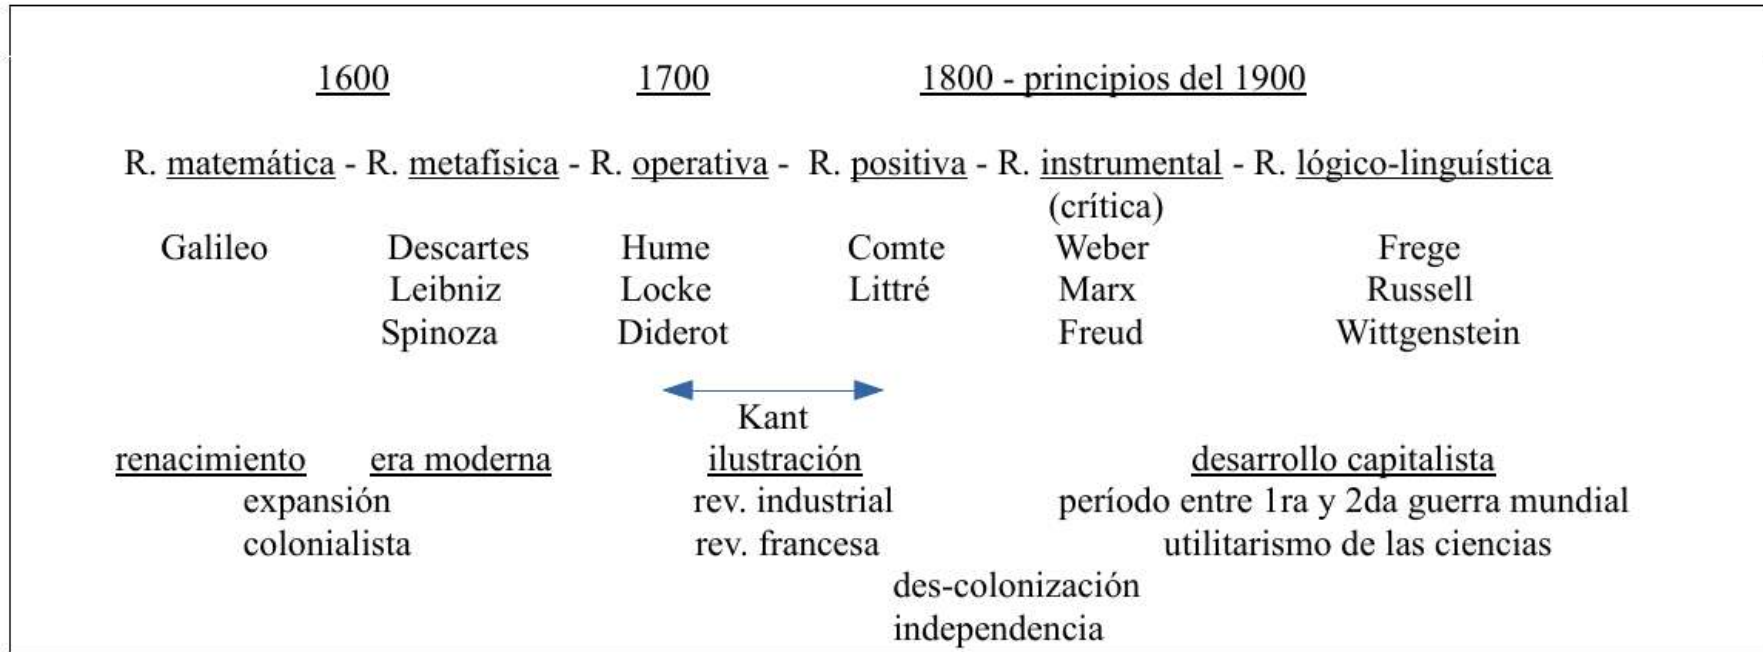 1600 1700 1800 - principios del 1900
R. matemática - R. metafísica - R. operativa - R. positiva - R. instrumental - R. lógico-linguística
(crítica)
Galileo Descartes Hume Comte Weber Frege
Leibniz Locke Littré Marx Russell
Spinoza Diderot Freud Wittgenstein
Kant
renacimiento era moderna ilustración desarrollo capitalista
expansión rev. industrial período entre 1ra y 2da guerra mundial
colonialista rev. francesa utilitarismo de las ciencias
des-colonización
independencia